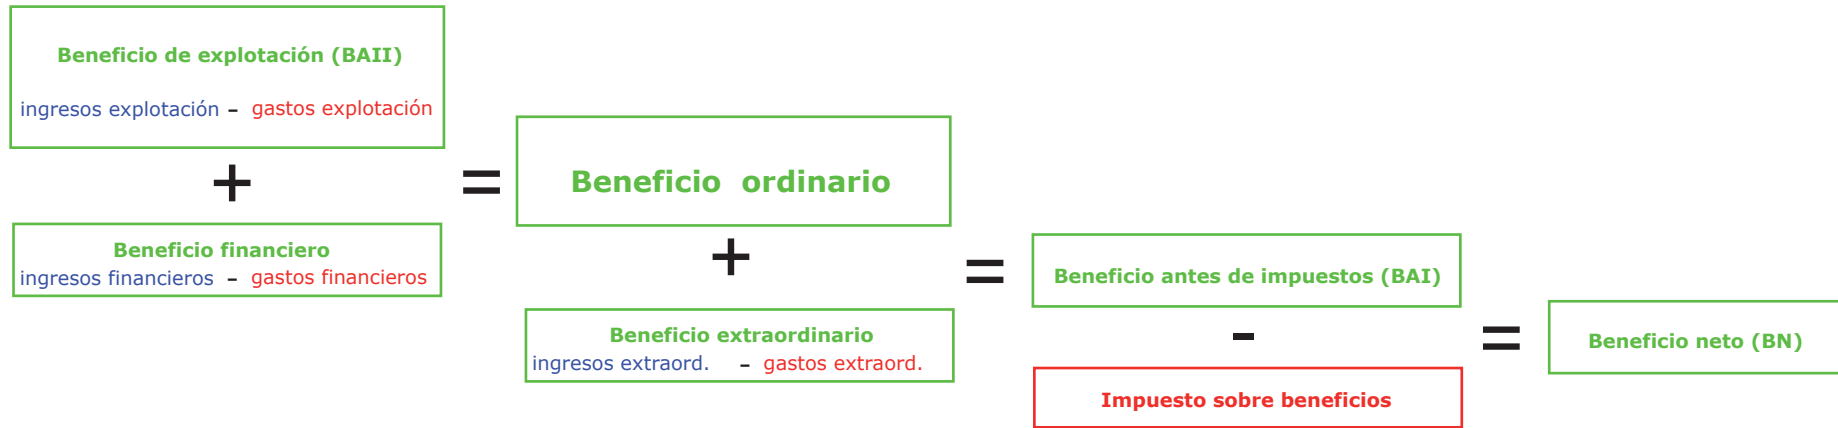 Beneficio de explotación (BAII)
ingresos explotación – gastos explotación
+
Beneficio financiero
ingresos financieros – gastos financieros
=
Beneficio ordinario
+
Beneficio extraordinario
ingresos extraord. – gastos extraord.
=
Beneficio antes de impuestos (BAI)
-
Impuesto sobre beneficios
=
Beneficio neto (BN)